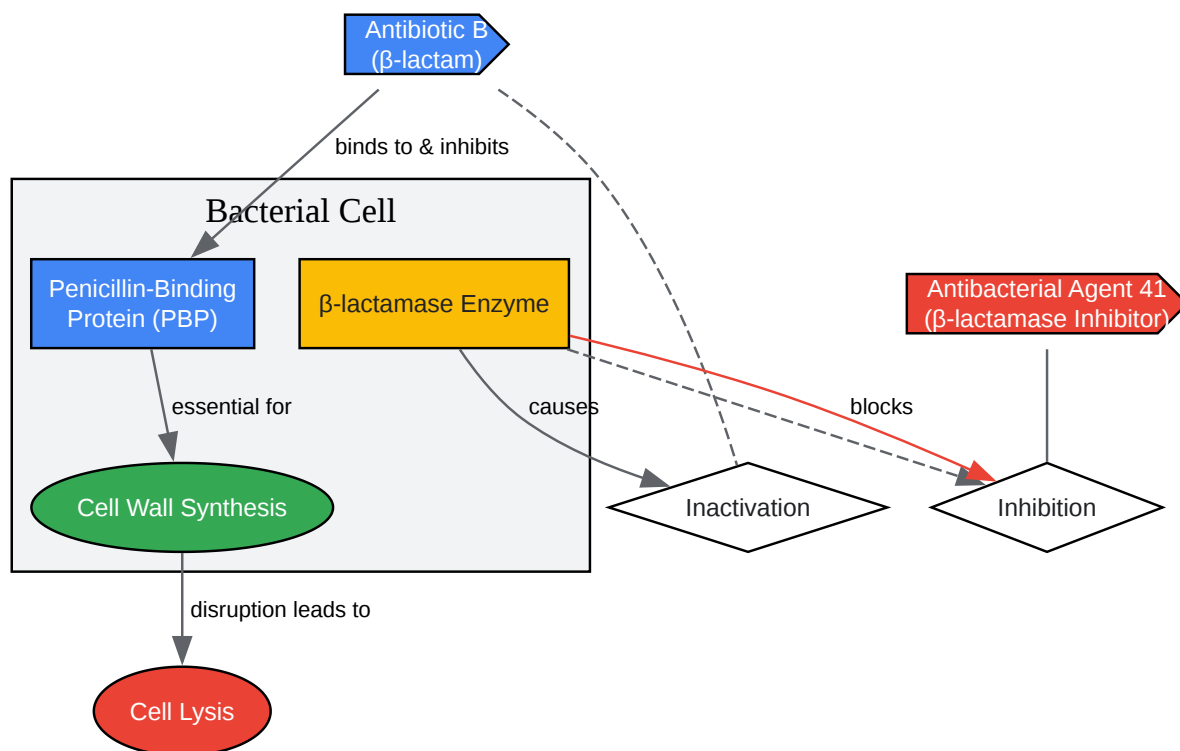 Antibiotic B
(β-lactam)
binds to & inhibits
Bacterial Cell
Penicillin-Binding
Protein (PBP)
β-lactamase Enzyme
Antibacterial Agent 41
(β-lactamase Inhibitor)
essential for
causes
blocks
Cell Wall Synthesis
Inactivation
Inhibition
disruption leads to
Cell Lysis